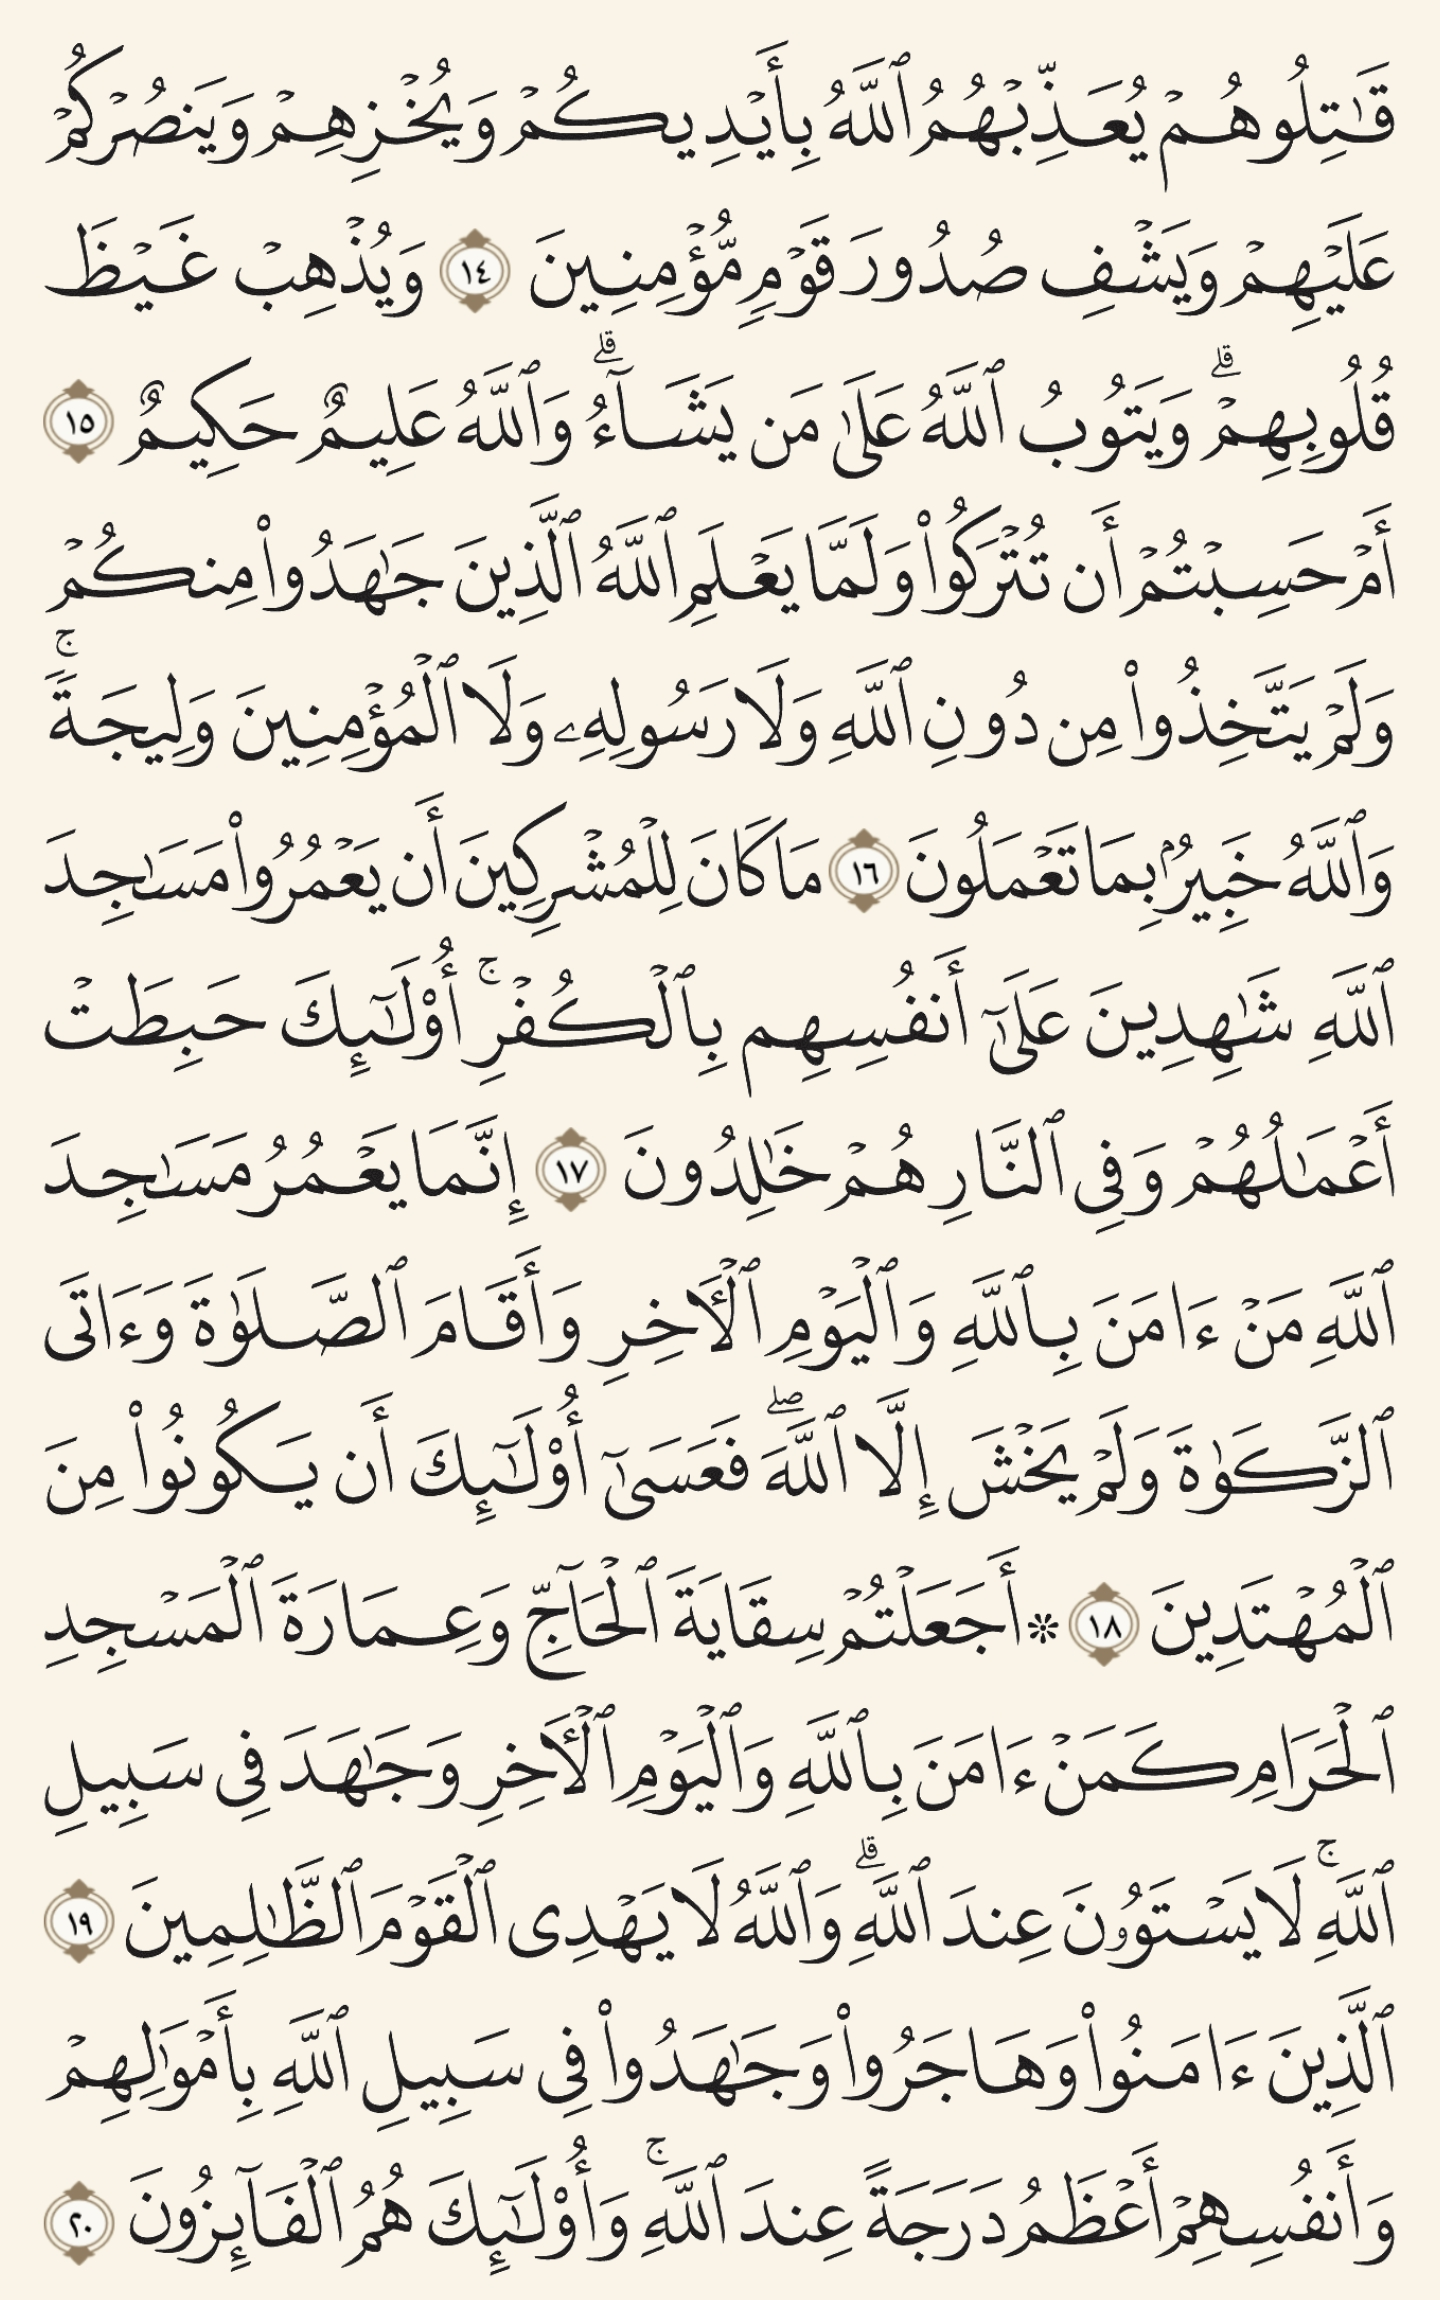 قَٰتِلُوهُمْ يُعَذِّبْهُمُ ٱللَّهُ بِأَيْدِيكُمْ وَيُخْزِهِمْ وَيَنصُرْكُمْ
عَلَيْهِمْ وَيَشْفِ صُدُورَ قَوْمٍ مُّؤْمِنِينَ ١٤ وَيُذْهِبْ غَيْظَ
قُلُوبِهِمْ ۗ وَيَتُوبُ ٱللَّهُ عَلَىٰ مَن يَشَآءُ ۗ وَٱللَّهُ عَلِيمٌ حَكِيمٌ ١٥
أَمْ حَسِبْتُمْ أَن تُتْرَكُوا۟ وَلَمَّا يَعْلَمِ ٱللَّهُ ٱلَّذِينَ جَٰهَدُوا۟ مِنكُمْ
وَلَمْ يَتَّخِذُوا۟ مِن دُونِ ٱللَّهِ وَلَا رَسُولِهِۦ وَلَا ٱلْمُؤْمِنِينَ وَلِيجَةً ۚ
وَٱللَّهُ خَبِيرٌۢ بِمَا تَعْمَلُونَ ١٦ مَا كَانَ لِلْمُشْرِكِينَ أَن يَعْمُرُوا۟ مَسَٰجِدَ
ٱللَّهِ شَٰهِدِينَ عَلَىٰٓ أَنفُسِهِم بِٱلْكُفْرِ ۚ أُو۟لَٰٓئِكَ حَبِطَتْ
أَعْمَٰلُهُمْ وَفِى ٱلنَّارِ هُمْ خَٰلِدُونَ ١٧ إِنَّمَا يَعْمُرُ مَسَٰجِدَ
ٱللَّهِ مَنْ ءَامَنَ بِٱللَّهِ وَٱلْيَوْمِ ٱلْءَاخِرِ وَأَقَامَ ٱلصَّلَوٰةَ وَءَاتَى
ٱلزَّكَوٰةَ وَلَمْ يَخْشَ إِلَّا ٱللَّهَ ۖ فَعَسَىٰٓ أُو۟لَٰٓئِكَ أَن يَكُونُوا۟ مِنَ
ٱلْمُهْتَدِينَ ١٨ ۞ أَجَعَلْتُمْ سِقَايَةَ ٱلْحَآجِّ وَعِمَارَةَ ٱلْمَسْجِدِ
ٱلْحَرَامِ كَمَنْ ءَامَنَ بِٱللَّهِ وَٱلْيَوْمِ ٱلْءَاخِرِ وَجَٰهَدَ فِى سَبِيلِ
ٱللَّهِ ۚ لَا يَسْتَوُۥنَ عِندَ ٱللَّهِ ۗ وَٱللَّهُ لَا يَهْدِى ٱلْقَوْمَ ٱلظَّٰلِمِينَ ١٩
ٱلَّذِينَ ءَامَنُوا۟ وَهَاجَرُوا۟ وَجَٰهَدُوا۟ فِى سَبِيلِ ٱللَّهِ بِأَمْوَٰلِهِمْ
وَأَنفُسِهِمْ أَعْظَمُ دَرَجَةً عِندَ ٱللَّهِ ۚ وَأُو۟لَٰٓئِكَ هُمُ ٱلْفَآئِزُونَ ٢٠